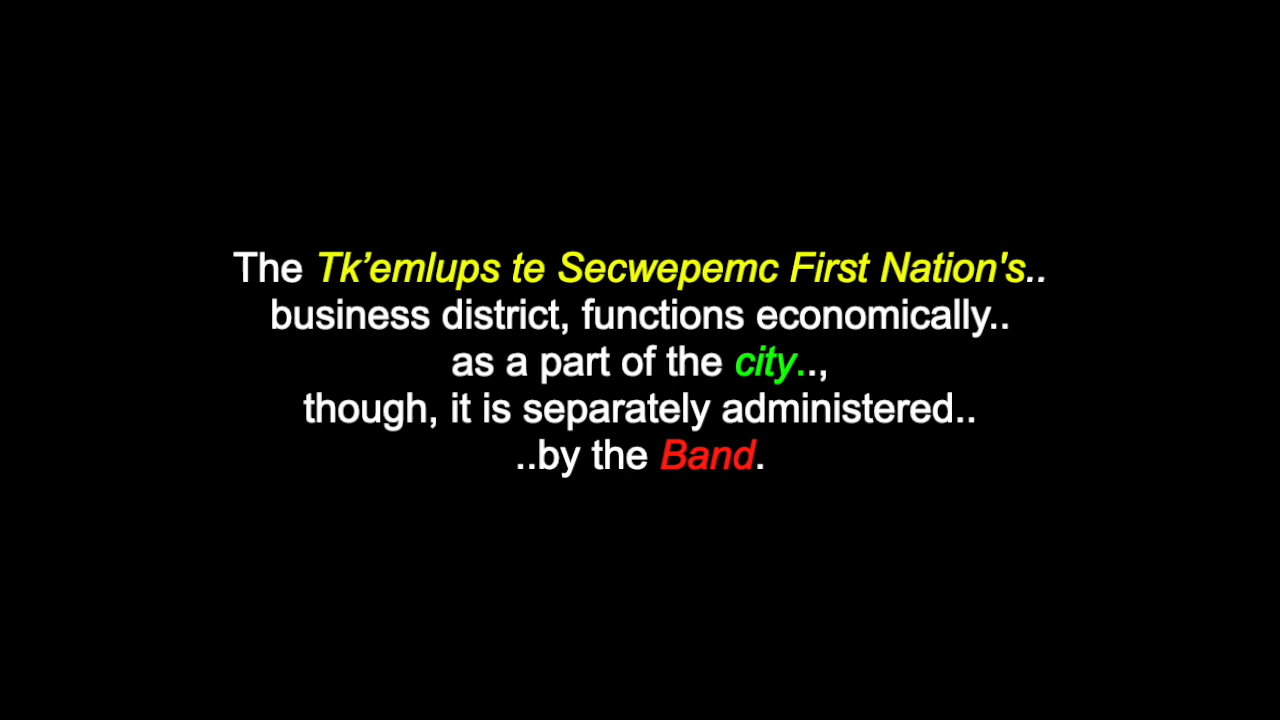 The Tk’emlups te Secwepemc First Nation's..
business district, functions economically..
as a part of the city..,
though, it is separately administered..
..by the Band.